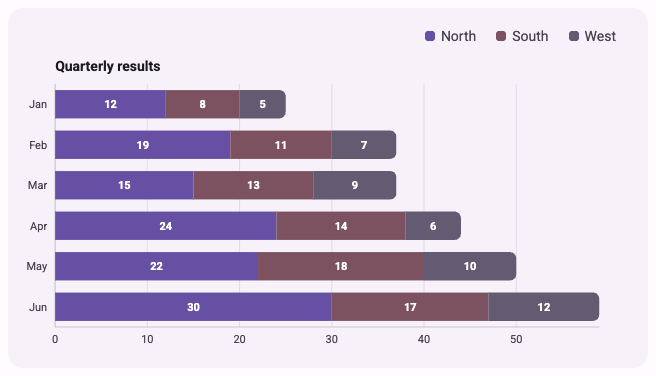 North South West
Quarterly results
Jan 12 8 5
Feb 19 11 7
Mar 15 13 9
Apr 24 14 6
May 22 18 10
Jun 30 17 12
0 10 20 30 40 50